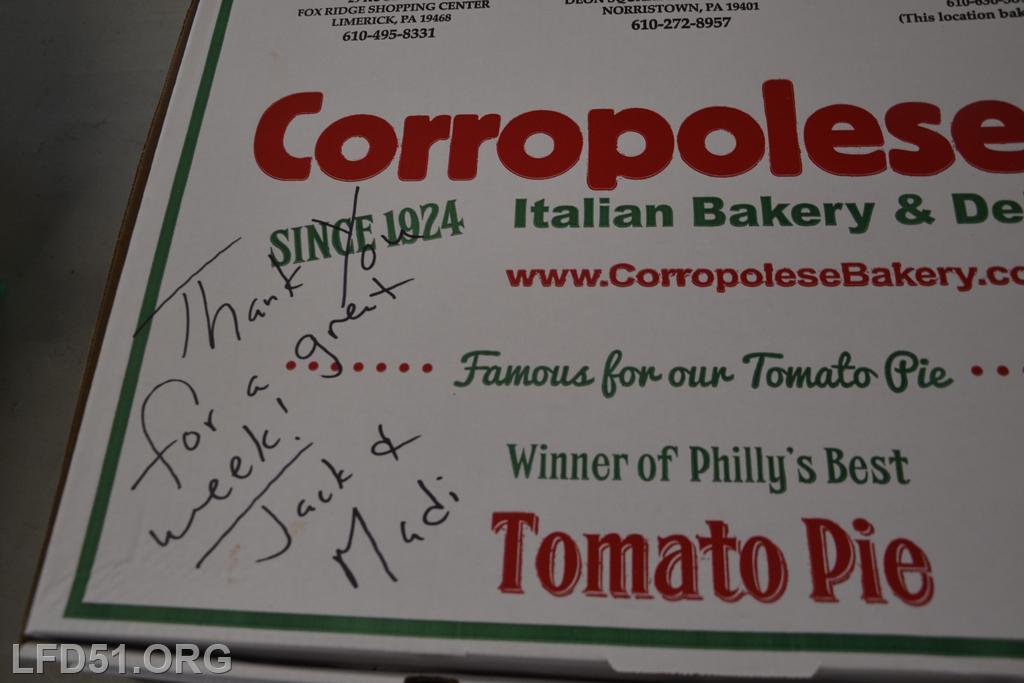 FOX RIDGE SHOPPING CENTER
LIMERICK, PA 19468
610-495-8331
NORRISTOWN, PA 19401
610-272-8957
(This location
Corropolese
SINCE 1924
Italian Bakery & De
www.CorropoleseBakery.co
Famous for our Tomato Pie
Winner of Philly's Best
Tomato Pie
Thank You
for a great
week!
Jack &
Madi
LFD51.ORG